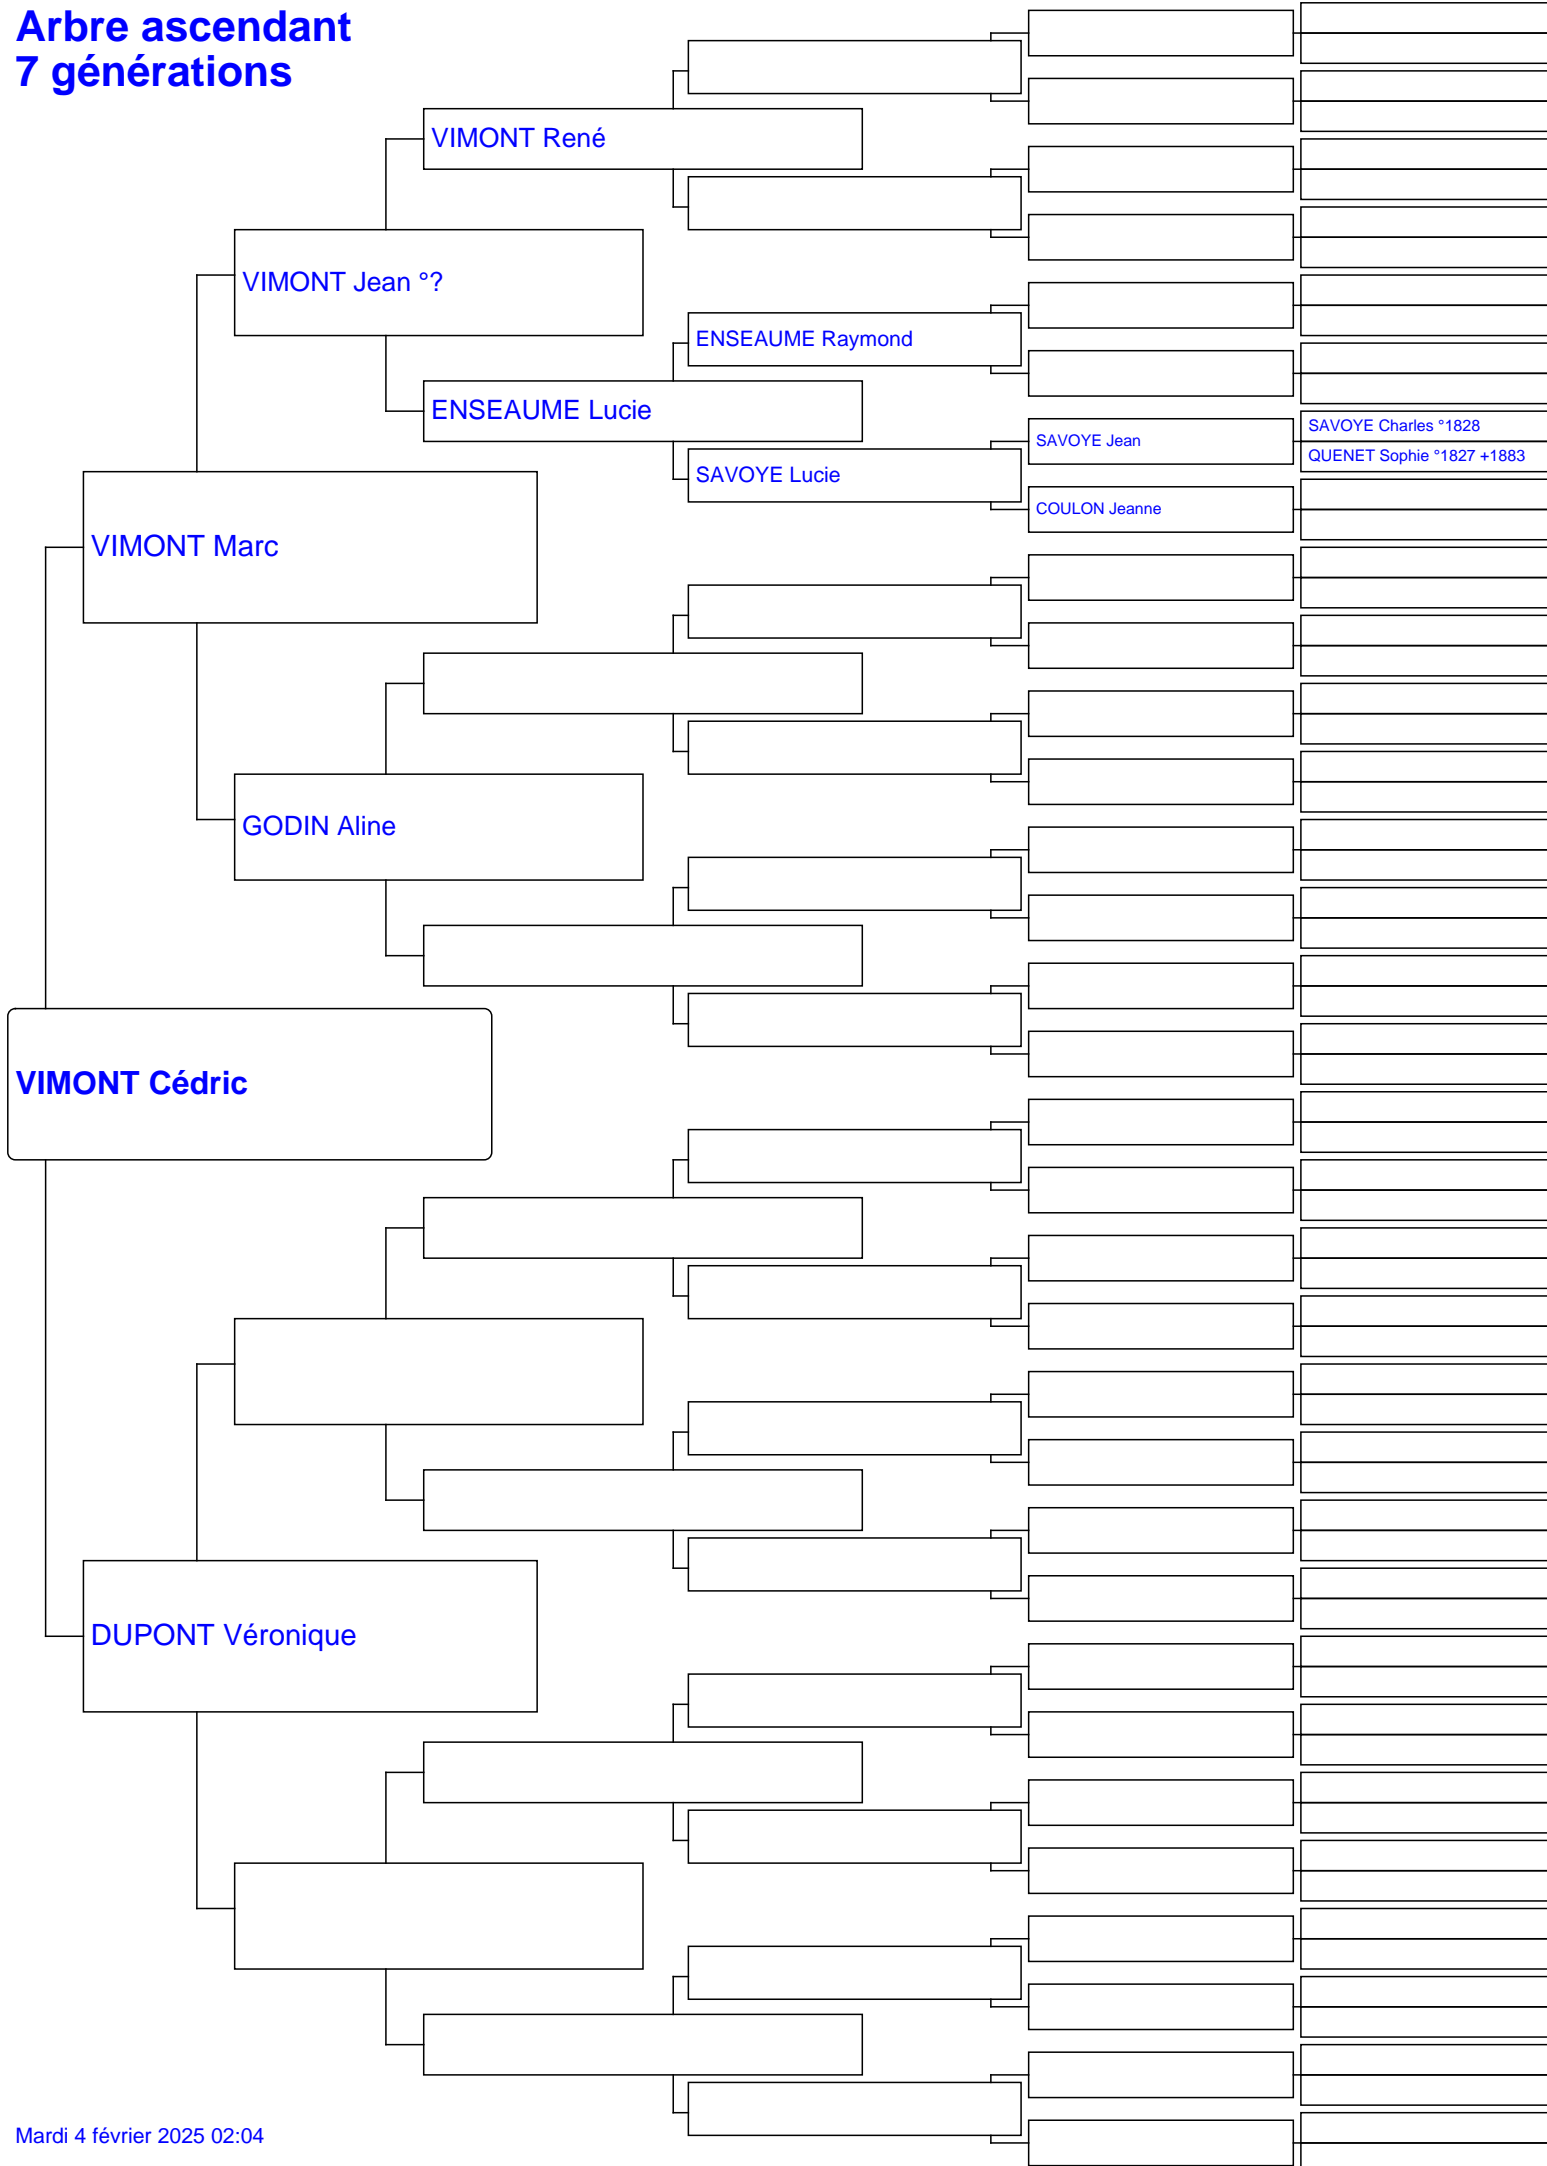 Arbre ascendant
7 générations
VIMONT René
VIMONT Jean °?
ENSEAUME Raymond
ENSEAUME Lucie
SAVOYE Charles °1828
SAVOYE Jean
QUENET Sophie °1827 +1883
SAVOYE Lucie
COULON Jeanne
VIMONT Marc
GODIN Aline
VIMONT Cédric
DUPONT Véronique
Mardi 4 février 2025 02:04